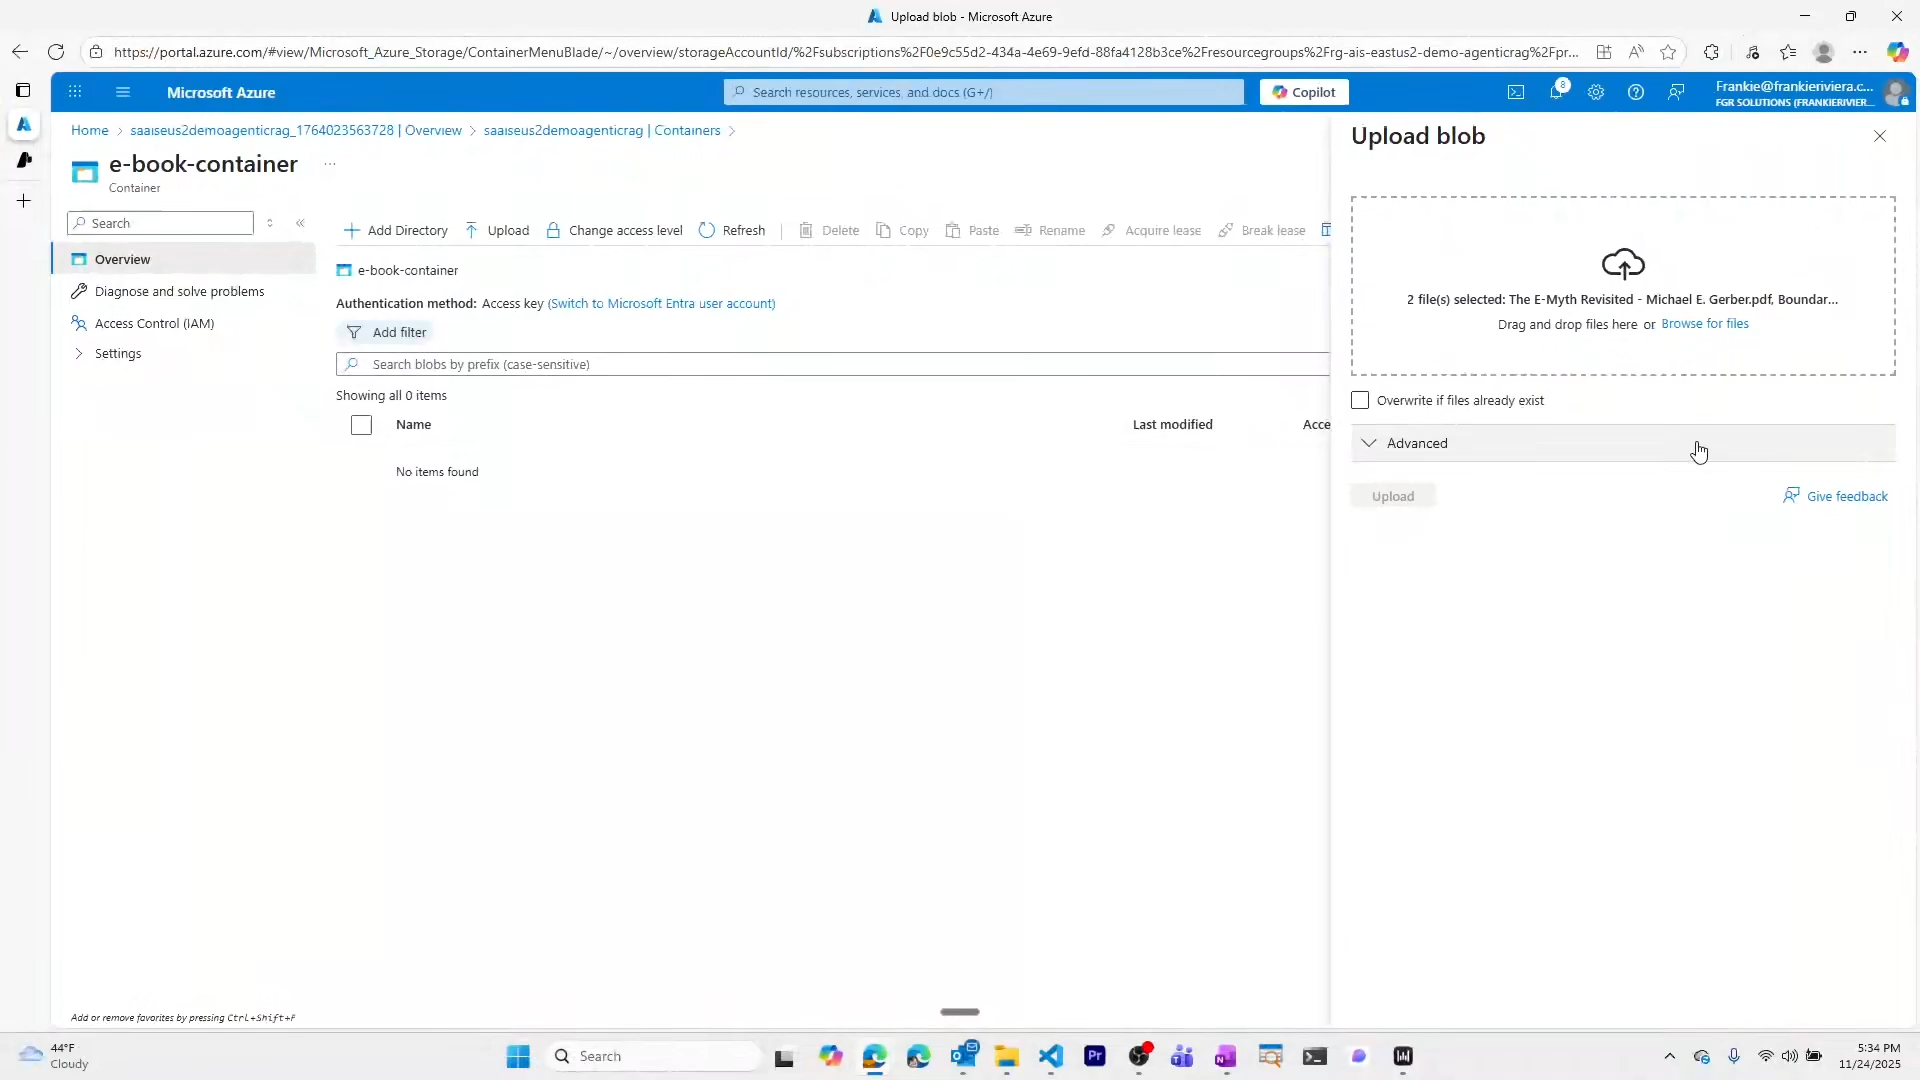 Upload blob - Microsoft Azure
https://portal.azure.com/#view/Microsoft_Azure_Storage/ContainerMenuBlade/~/overview/storageAccountId/%2Fsubscriptions%2F0e9c55d2-434a-4e69-9efd-88fa4128b3ce%2Fresourcegroups%2Frg-ais-eastus2-demo-agenticrag%2Fpr...
Microsoft Azure
Search resources, services, and docs (G+/)
Copilot
8
Frankie@frankieriviera.c...
FGR SOLUTIONS (FRANKIERIVIER...
Home > saaiseus2demoagenticrag_1764023563728 | Overview > saaiseus2demoagenticrag | Containers >
e-book-container ...
Container
Search
Overview
Diagnose and solve problems
Access Control (IAM)
Settings
Add Directory Upload Change access level Refresh Delete Copy Paste Rename Acquire lease Break lease
e-book-container
Authentication method: Access key (Switch to Microsoft Entra user account)
Add filter
Search blobs by prefix (case-sensitive)
Showing all 0 items
Name Last modified Acce
No items found
Upload blob
2 file(s) selected: The E-Myth Revisited - Michael E. Gerber.pdf, Boundar...
Drag and drop files here or Browse for files
Overwrite if files already exist
Advanced
Upload
Give feedback
Add or remove favorites by pressing Ctrl+Shift+F
44°F
Cloudy
Search
Pr
5:34 PM
11/24/2025